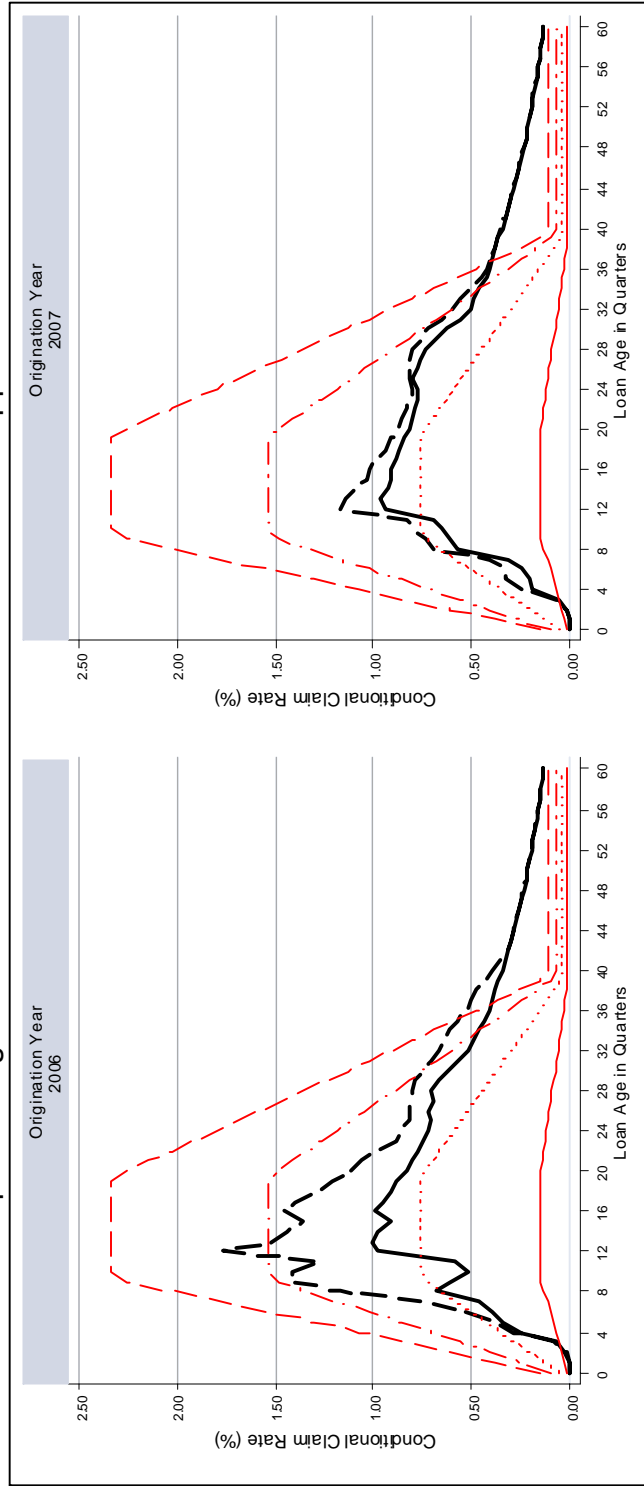 Origination Year
2006
Conditional Claim Rate (%)
2.50
2.00
1.50
1.00
0.50
0.00
0 4 8 12 16 20 24 28 32 36 40 44 48 52 56 60
Loan Age in Quarters
Origination Year
2007
Conditional Claim Rate (%)
2.50
2.00
1.50
1.00
0.50
0.00
0 4 8 12 16 20 24 28 32 36 40 44 48 52 56 60
Loan Age in Quarters